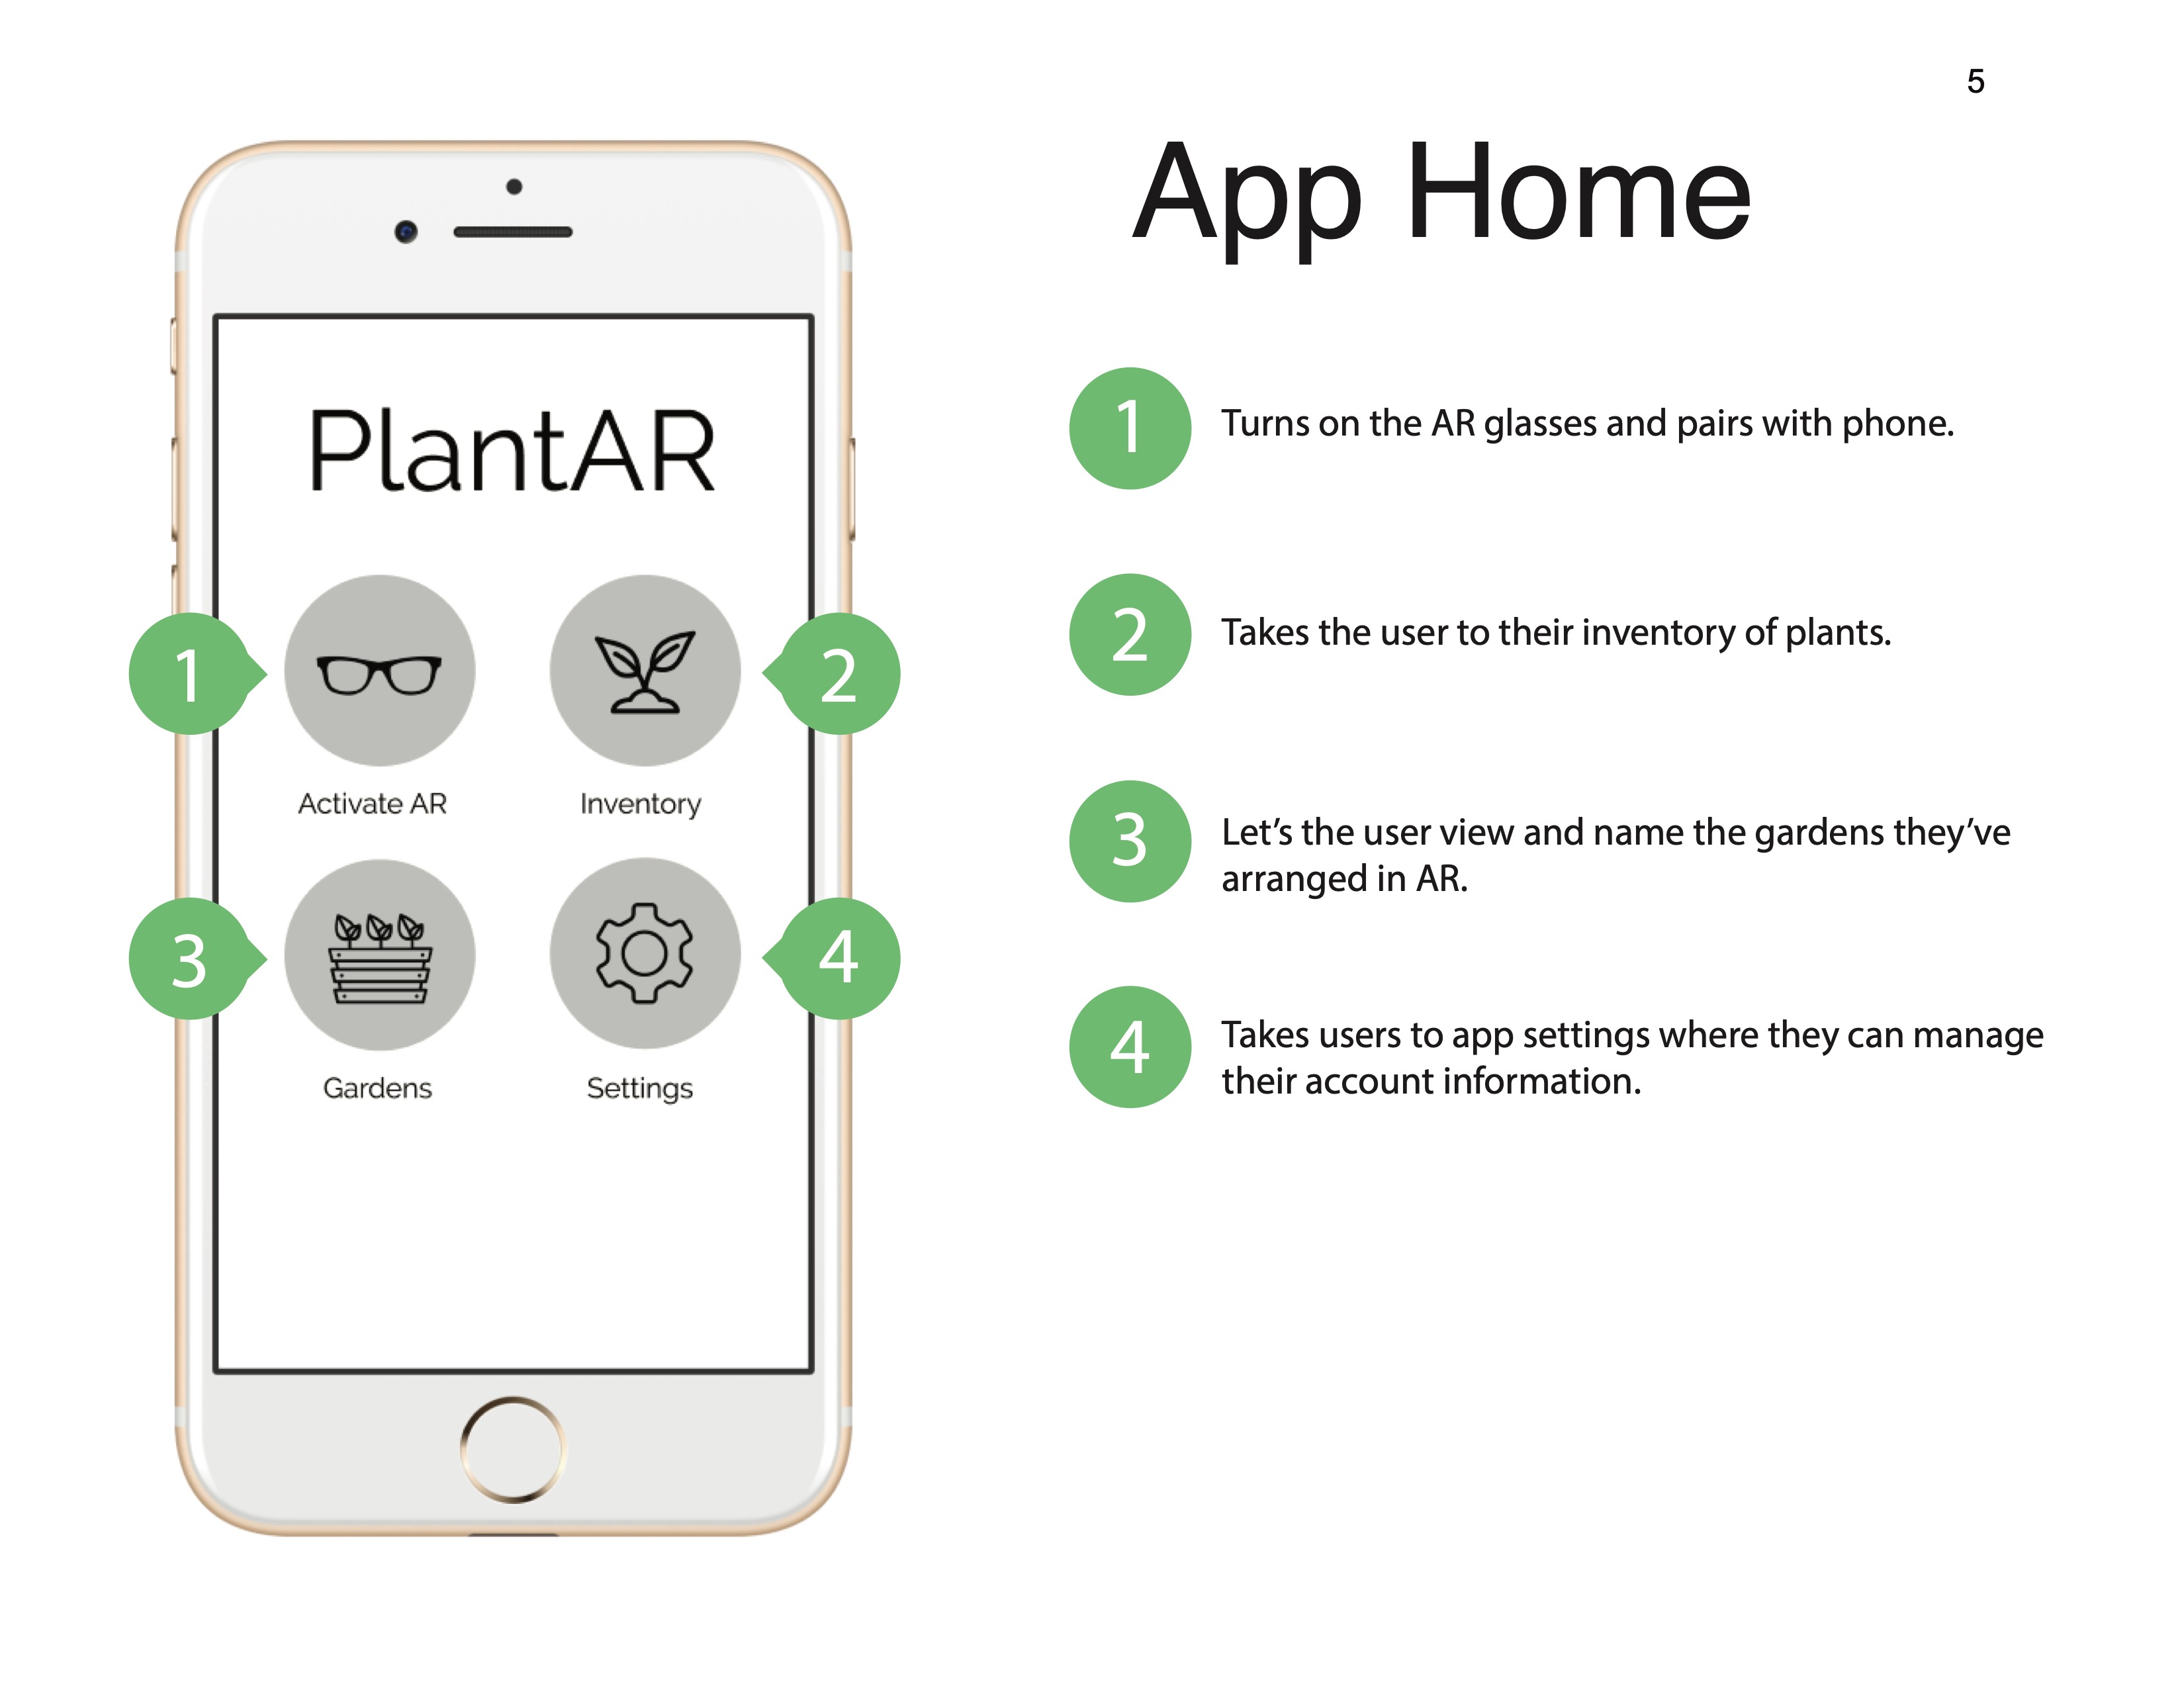 5
App Home
PlantAR
1
2
Activate AR
Inventory
3
4
Gardens
Settings
1
Turns on the AR glasses and pairs with phone.
2
Takes the user to their inventory of plants.
3
Let’s the user view and name the gardens they’ve
arranged in AR.
4
Takes users to app settings where they can manage
their account information.